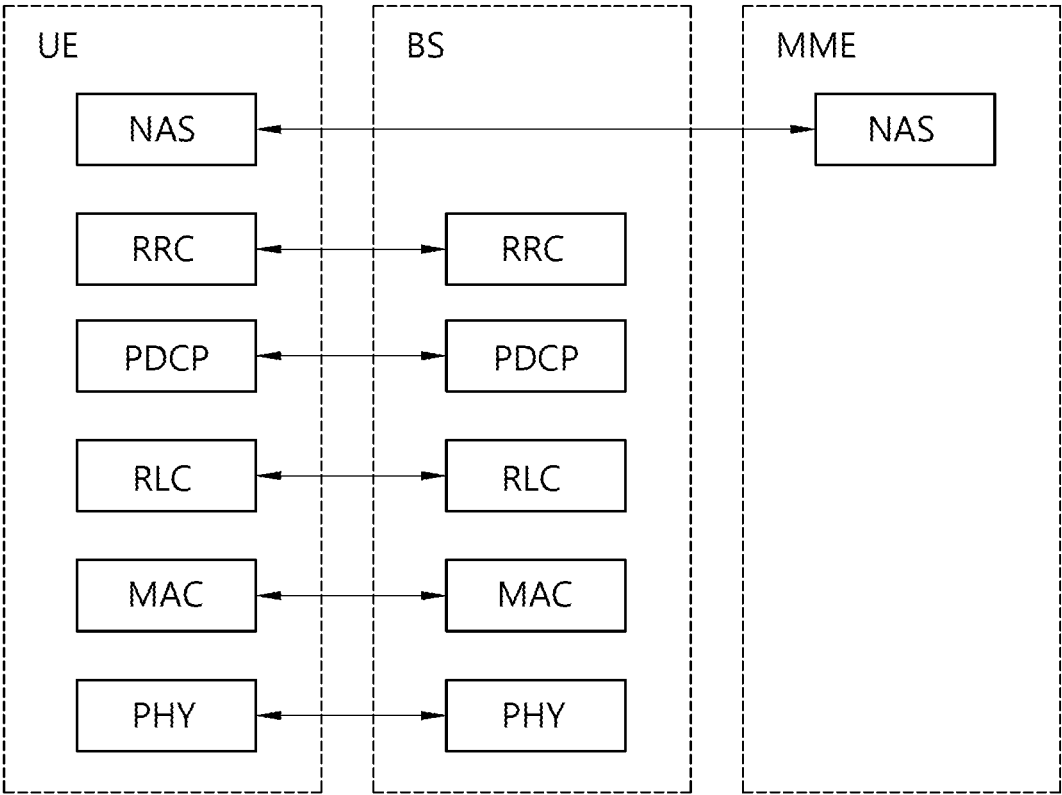 UE BS MME
NAS NAS
RRC RRC
PDCP PDCP
RLC RLC
MAC MAC
PHY PHY